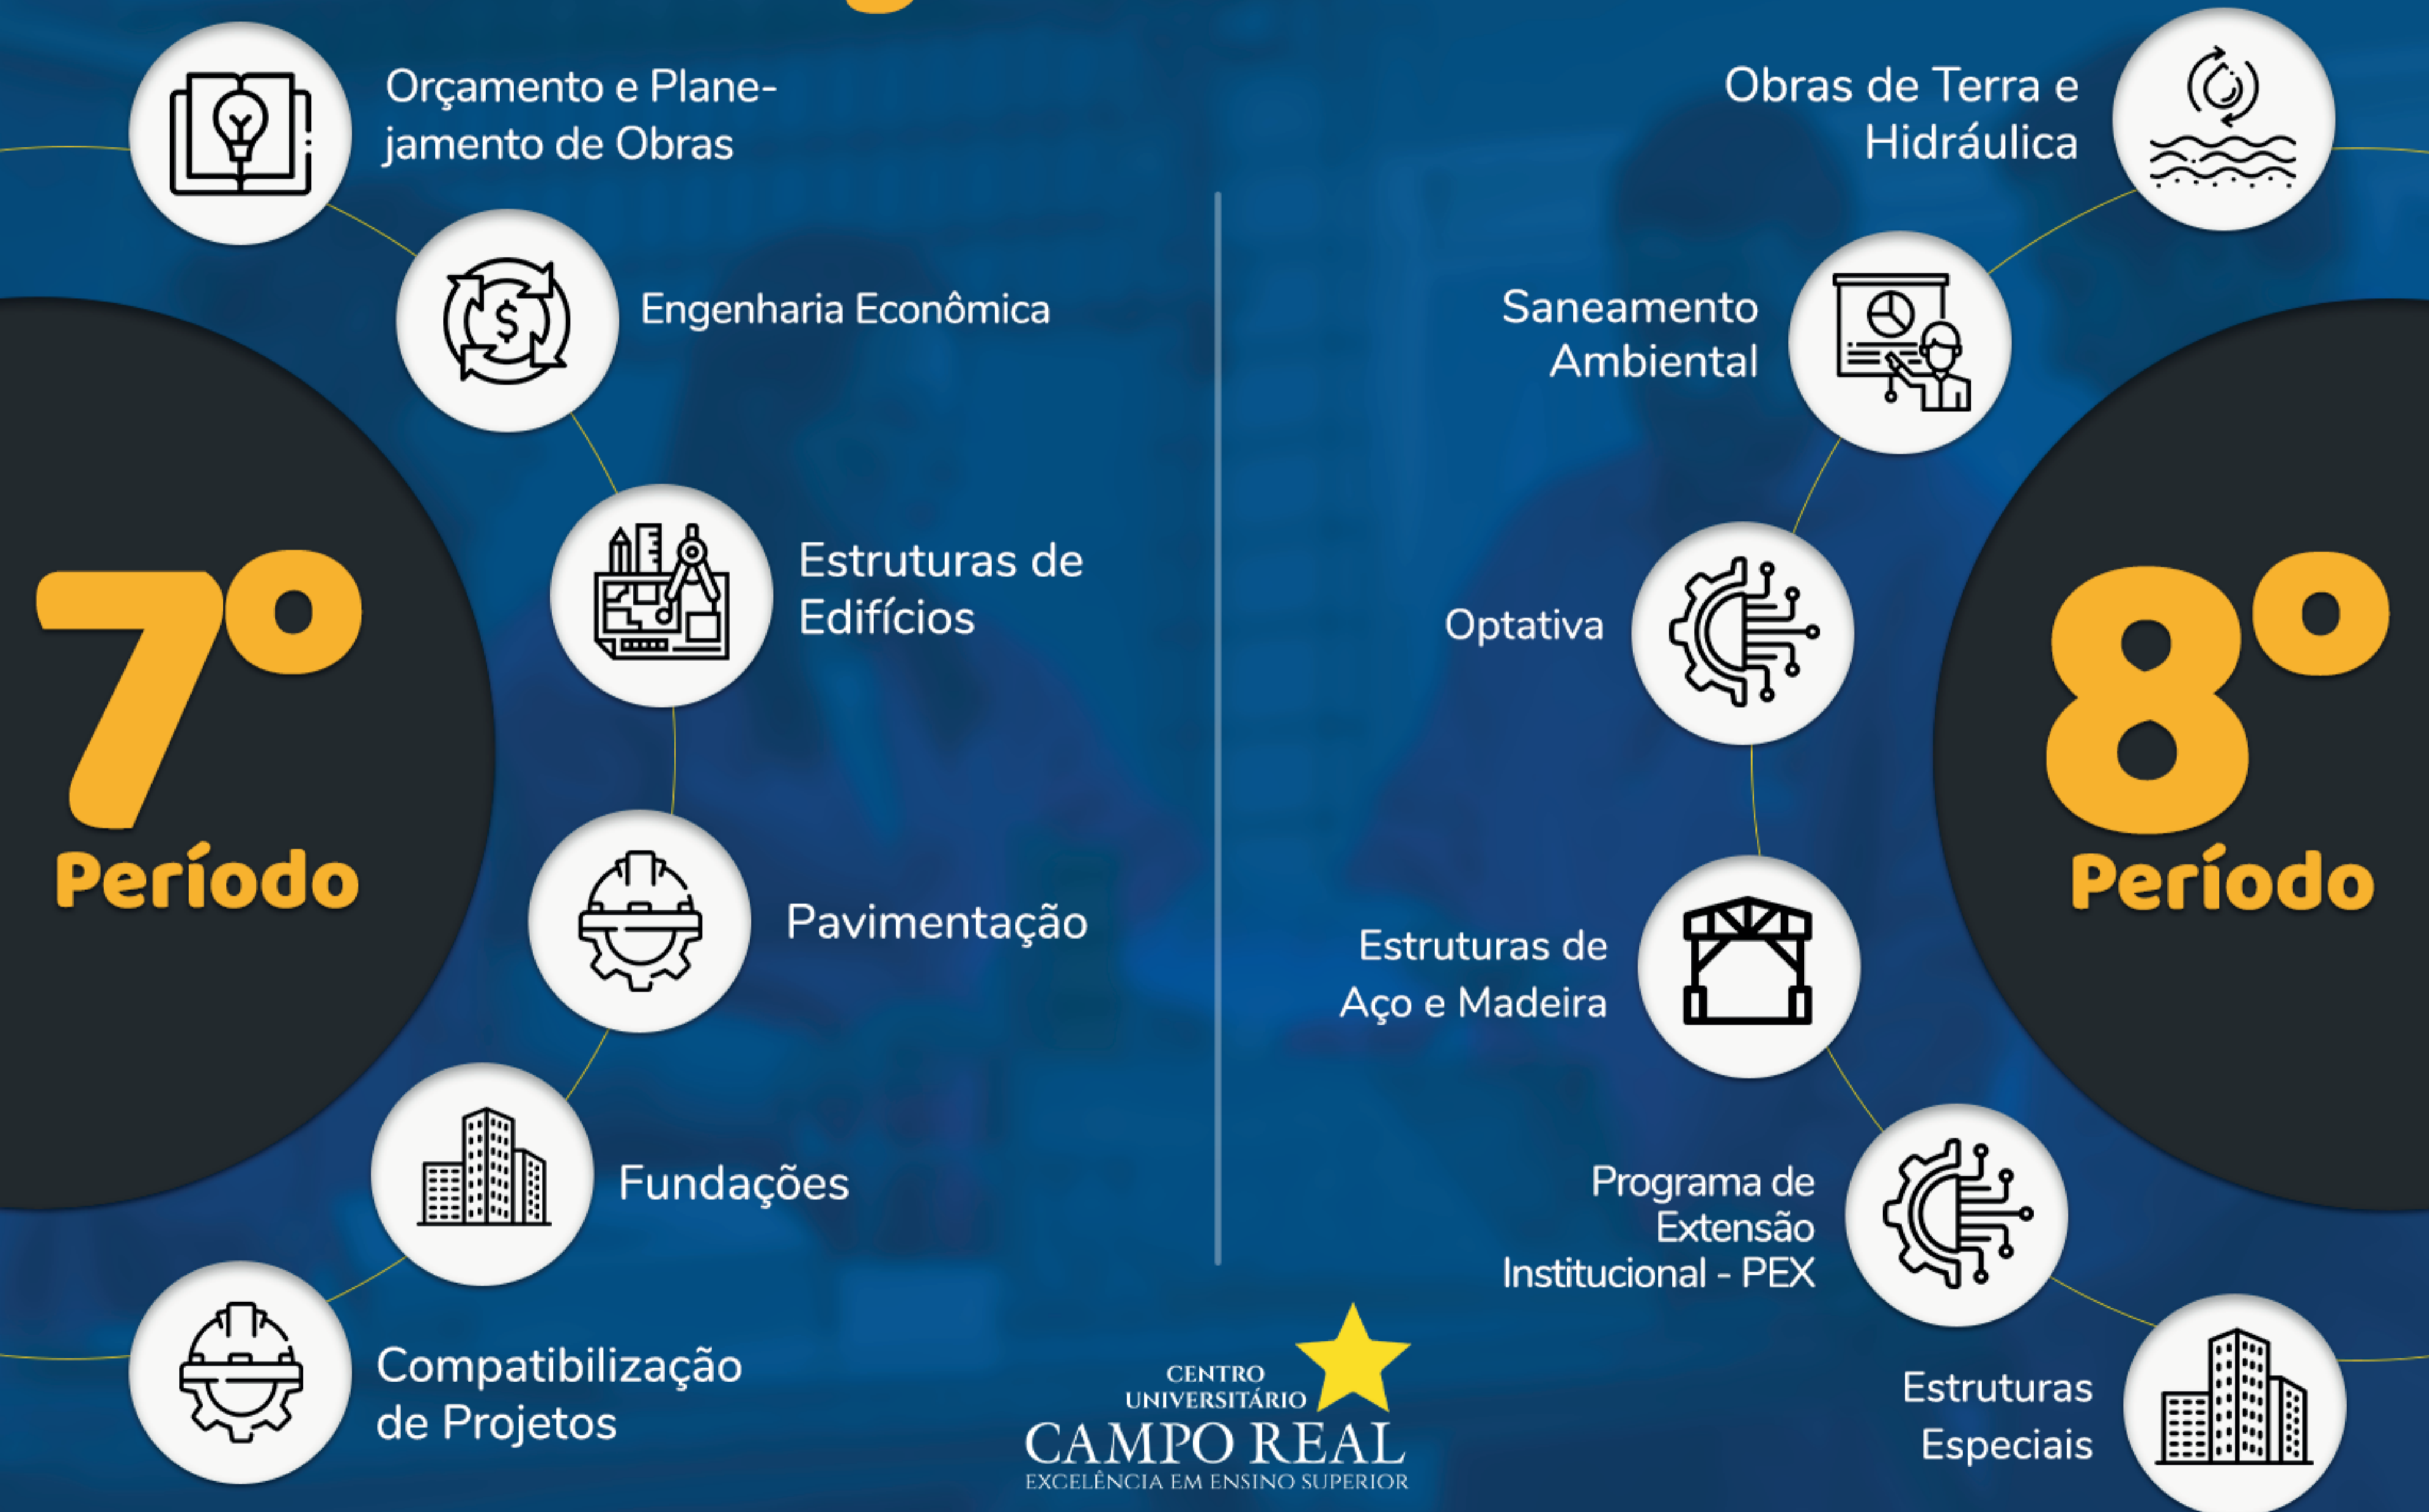 Orçamento e Plane-
jamento de Obras
Engenharia Econômica
Estruturas de
Edifícios
7º
Período
Pavimentação
Fundações
Compatibilização
de Projetos
Obras de Terra e
Hidráulica
Saneamento
Ambiental
Optativa
8º
Período
Estruturas de
Aço e Madeira
Programa de
Extensão
Institucional - PEX
Estruturas
Especiais
CENTRO
UNIVERSITÁRIO
CAMPO REAL
EXCELÊNCIA EM ENSINO SUPERIOR